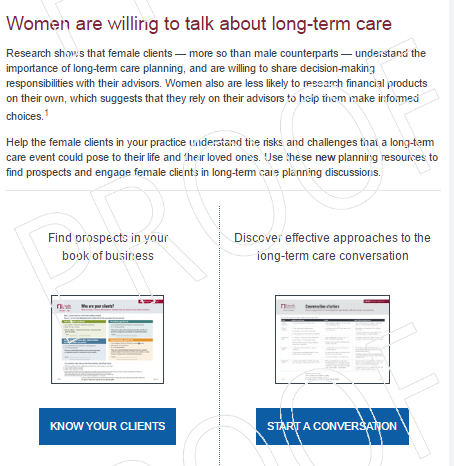 Women are willing to talk about long-term care
Research shows that female clients — more so than male counterparts — understand the
importance of long-term care planning, and are willing to share decision-making
responsibilities with their advisors. Women also are less likely to research financial products
on their own, which suggests that they rely on their advisors to help them make informed
choices.1
Help the female clients in your practice understand the risks and challenges that a long-term
care event could pose to their life and their loved ones. Use these new planning resources to
find prospects and engage female clients in long-term care planning discussions.
Find prospects in your
book of business
Discover effective approaches to the
long-term care conversation
Who are your clients?
Conversation starters
KNOW YOUR CLIENTS
START A CONVERSATION
PROOF
PROOF